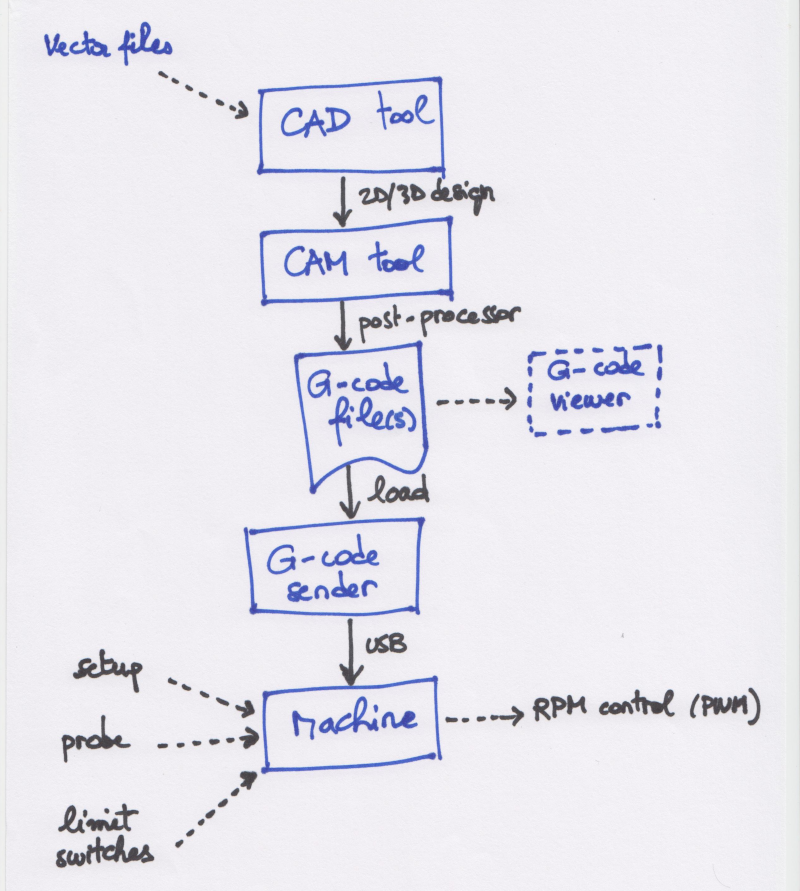 Vector files
CAD tool
2D/3D design
CAM tool
post-processor
G-code
file(s)
G-code
viewer
load
G-code
sender
USB
setup
Machine
RPM control (PWM)
probe
limit
switches